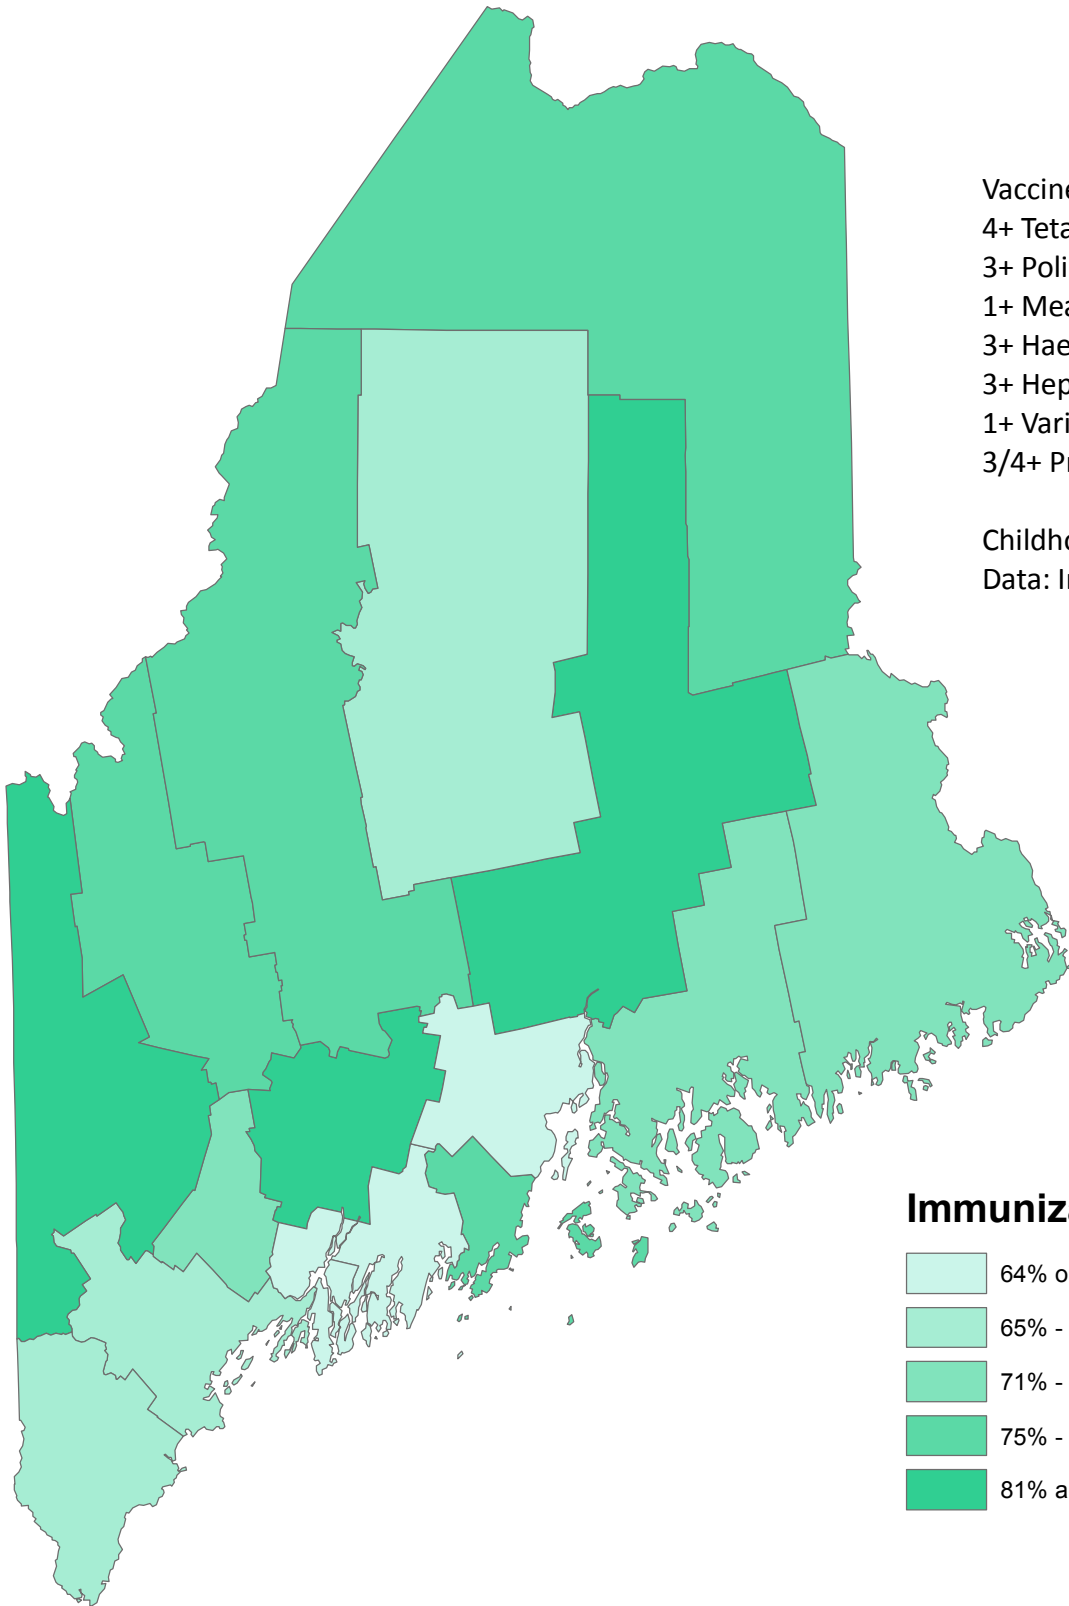 Vaccine
4+ Teta
3+ Poli
1+ Mea
3+ Hae
3+ Hep
1+ Vari
3/4+ Pr
Childho
Data: I
Immuniza
64% o
65% -
71% -
75% -
81% a